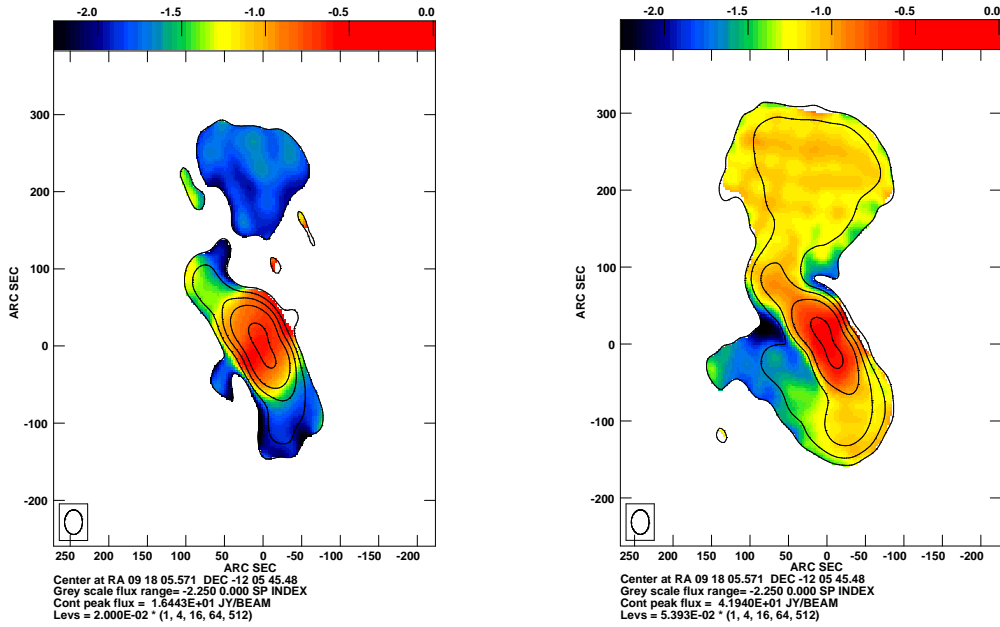 -2.0 -1.5 -1.0 -0.5 0.0
ARC SEC
300
200
100
0
-100
-200
250 200 150 100 50 0 -50 -100 -150 -200
ARC SEC
Center at RA 09 18 05.571 DEC -12 05 45.48
Grey scale flux range= -2.250 0.000 SP INDEX
Cont peak flux = 1.6443E+01 JY/BEAM
Levs = 2.000E-02 * (1, 4, 16, 64, 512)
-2.0 -1.5 -1.0 -0.5 0.0
ARC SEC
300
200
100
0
-100
-200
250 200 150 100 50 0 -50 -100 -150 -200
ARC SEC
Center at RA 09 18 05.571 DEC -12 05 45.48
Grey scale flux range= -2.250 0.000 SP INDEX
Cont peak flux = 4.1940E+01 JY/BEAM
Levs = 5.393E-02 * (1, 4, 16, 64, 512)